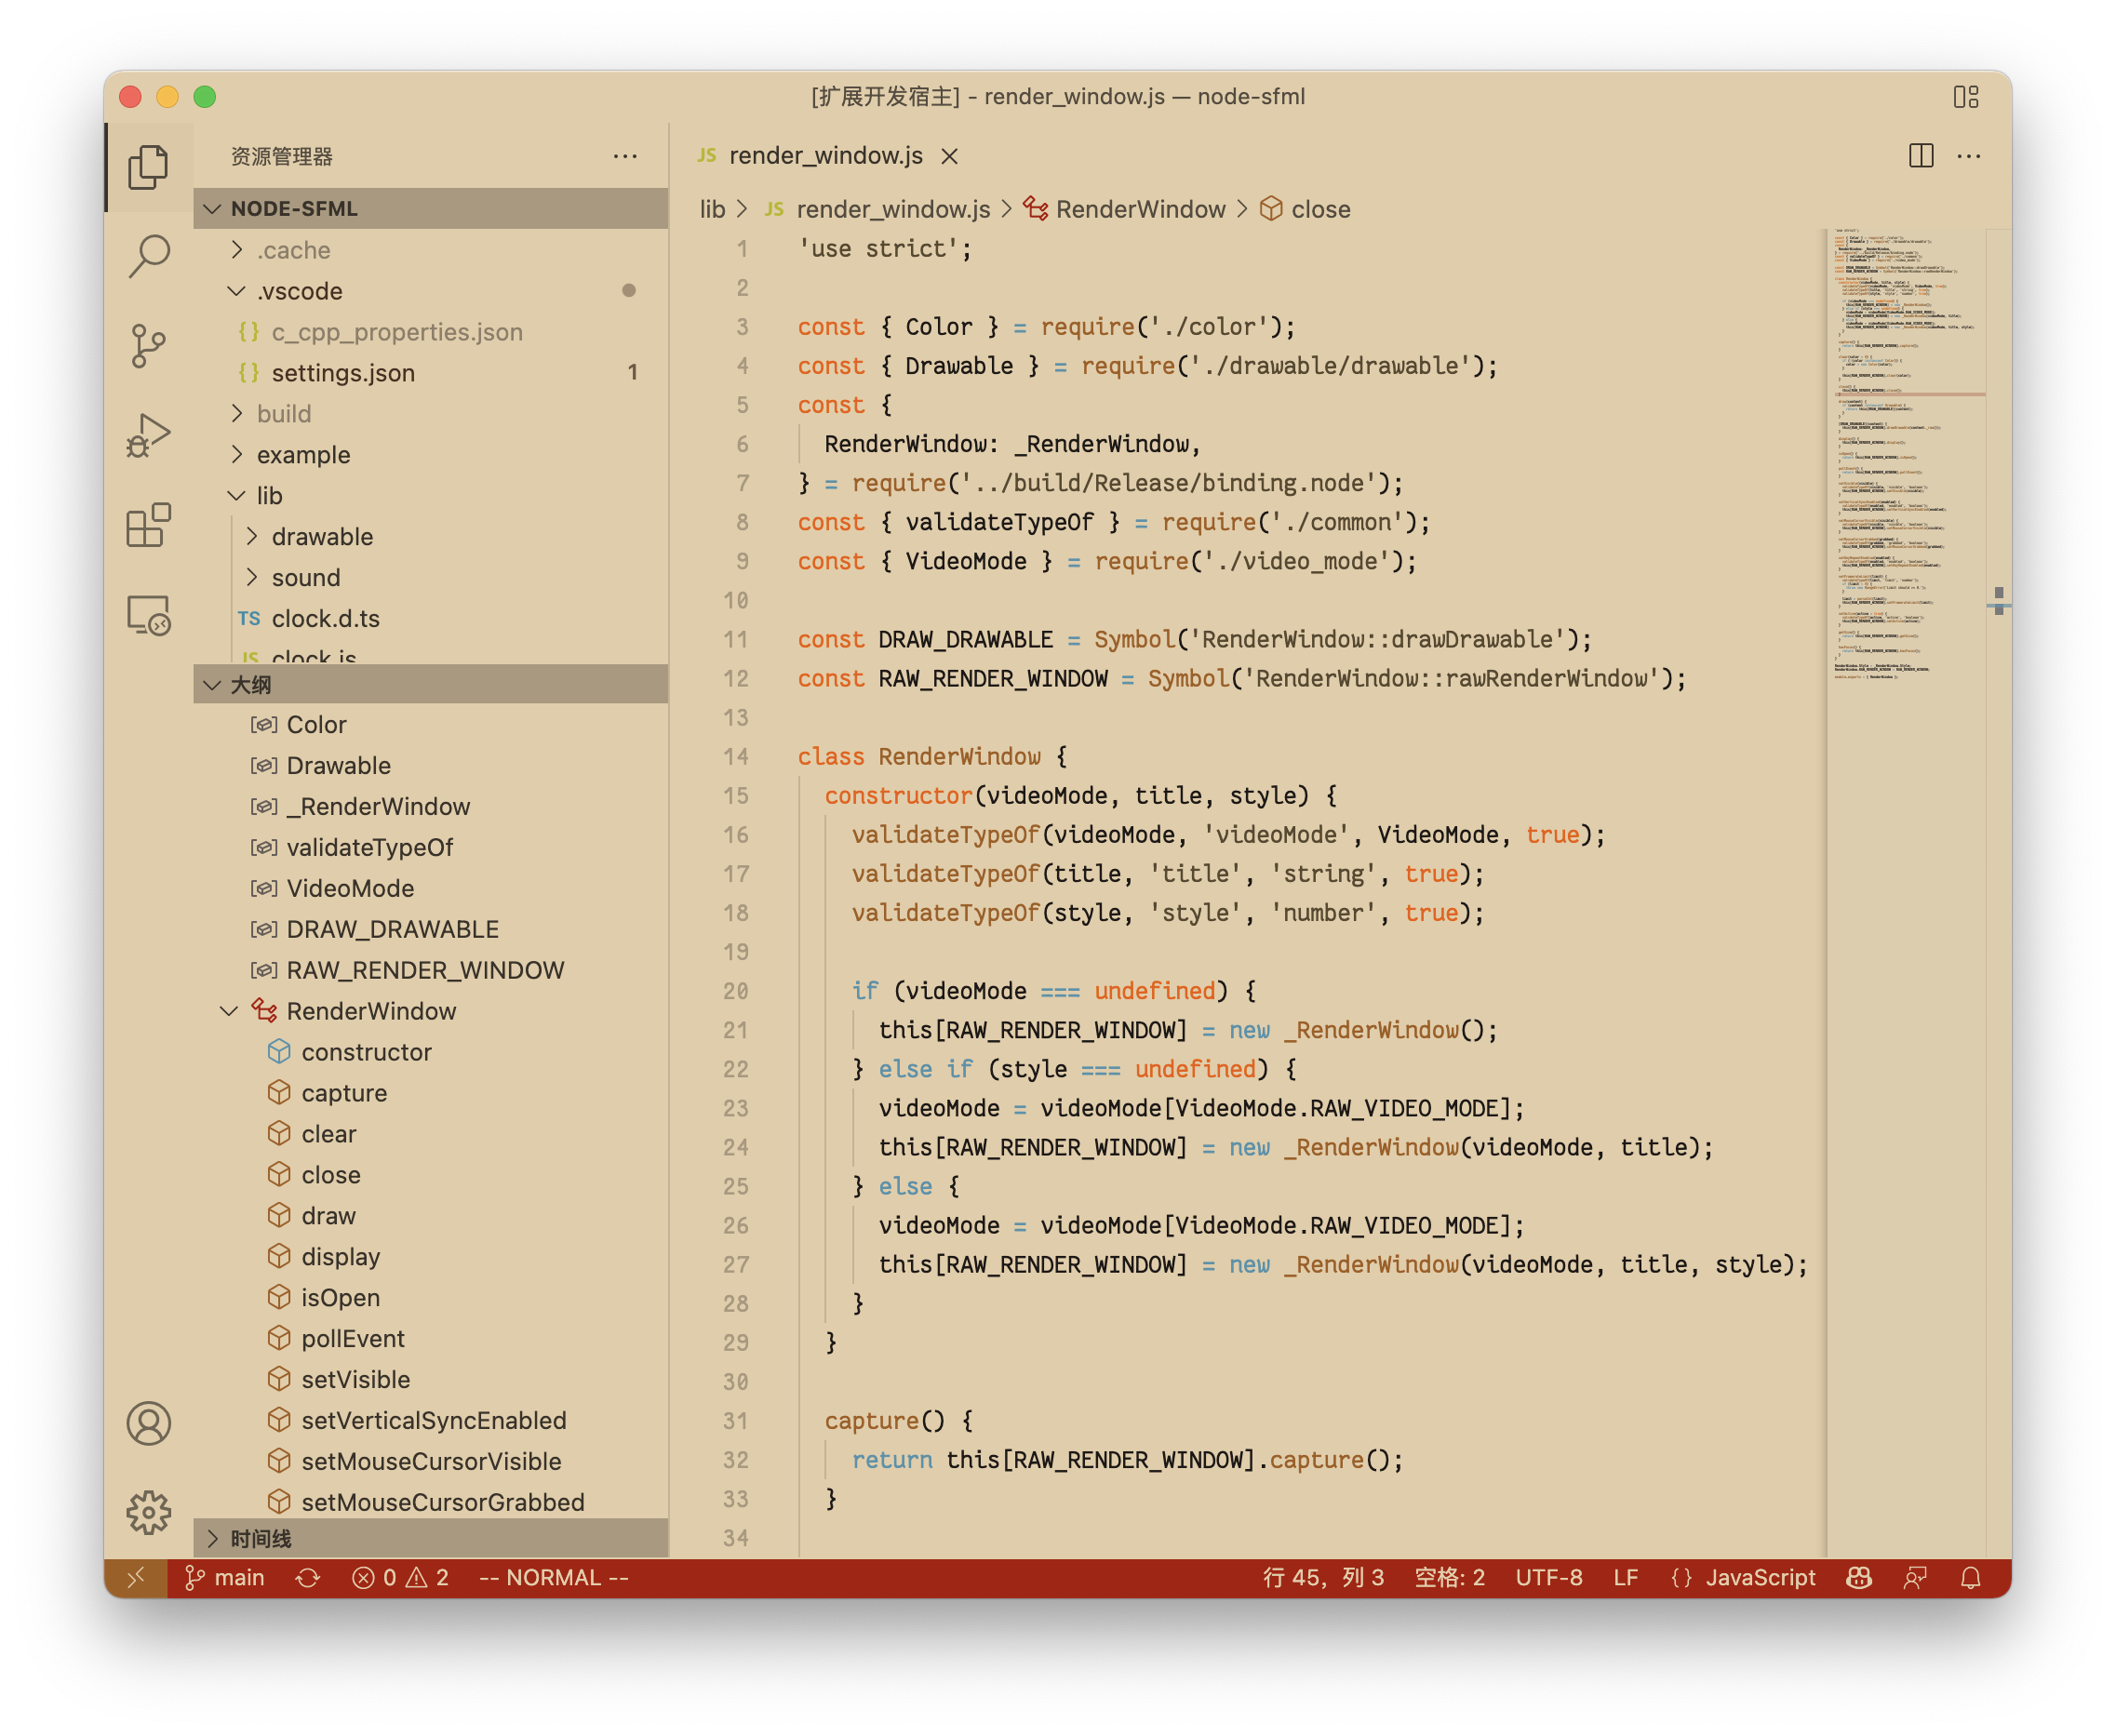 [扩展开发宿主] - render_window.js — node-sfml
资源管理器
NODE-SFML
.cache
.vscode
{} c_cpp_properties.json
{} settings.json 1
build
example
lib
drawable
sound
TS clock.d.ts
JS clock.js
大纲
Color
Drawable
_RenderWindow
validateTypeOf
VideoMode
DRAW_DRAWABLE
RAW_RENDER_WINDOW
RenderWindow
constructor
capture
clear
close
draw
display
isOpen
pollEvent
setVisible
setVerticalSyncEnabled
setMouseCursorVisible
setMouseCursorGrabbed
时间线
JS render_window.js
lib > JS render_window.js > RenderWindow > close
1 'use strict';
2
3 const { Color } = require('./color');
4 const { Drawable } = require('./drawable/drawable');
5 const {
6 RenderWindow: _RenderWindow,
7 } = require('../build/Release/binding.node');
8 const { validateTypeOf } = require('./common');
9 const { VideoMode } = require('./video_mode');
10
11 const DRAW_DRAWABLE = Symbol('RenderWindow::drawDrawable');
12 const RAW_RENDER_WINDOW = Symbol('RenderWindow::rawRenderWindow');
13
14 class RenderWindow {
15 constructor(videoMode, title, style) {
16 validateTypeOf(videoMode, 'videoMode', VideoMode, true);
17 validateTypeOf(title, 'title', 'string', true);
18 validateTypeOf(style, 'style', 'number', true);
19
20 if (videoMode === undefined) {
21 this[RAW_RENDER_WINDOW] = new _RenderWindow();
22 } else if (style === undefined) {
23 videoMode = videoMode[VideoMode.RAW_VIDEO_MODE];
24 this[RAW_RENDER_WINDOW] = new _RenderWindow(videoMode, title);
25 } else {
26 videoMode = videoMode[VideoMode.RAW_VIDEO_MODE];
27 this[RAW_RENDER_WINDOW] = new _RenderWindow(videoMode, title, style);
28 }
29 }
30
31 capture() {
32 return this[RAW_RENDER_WINDOW].capture();
33 }
34
main 0 2 -- NORMAL -- 行 45，列 3 空格: 2 UTF-8 LF {} JavaScript